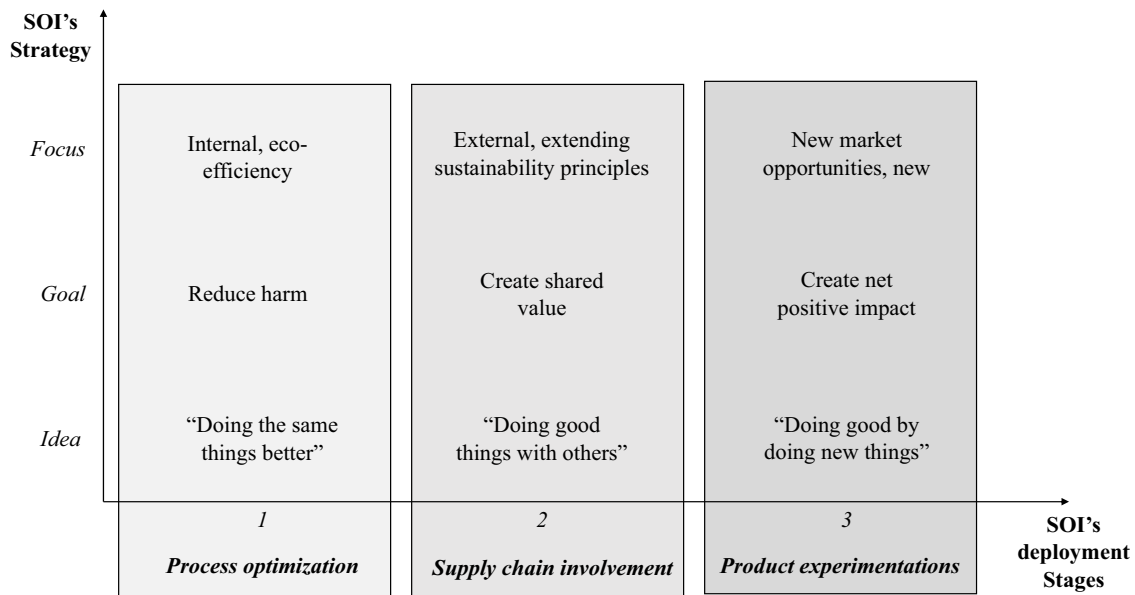 SOI's
Strategy
Focus
Internal, eco-
efficiency
External, extending
sustainability principles
New market
opportunities, new
Goal
Reduce harm
Create shared
value
Create net
positive impact
Idea
“Doing the same
things better”
“Doing good
things with others”
“Doing good by
doing new things”
1
2
3
Process optimization
Supply chain involvement
Product experimentations
SOI's
deployment
Stages